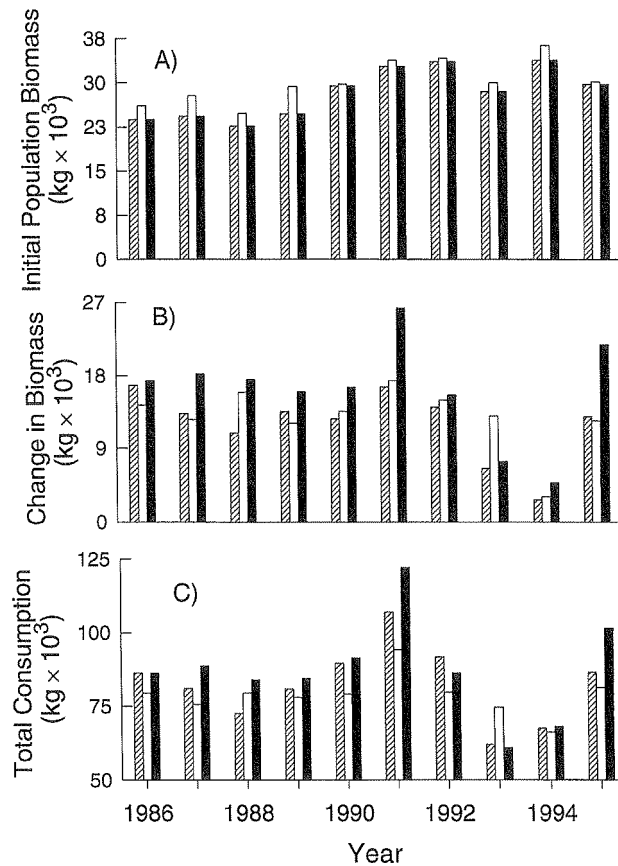 A)
Initial Population Biomass
(kg × 10³)
38
30
23
15
8
0
B)
Change in Biomass
(kg × 10³)
27
18
9
0
C)
Total Consumption
(kg × 10³)
125
100
75
50
1986 1988 1990 1992 1994
Year